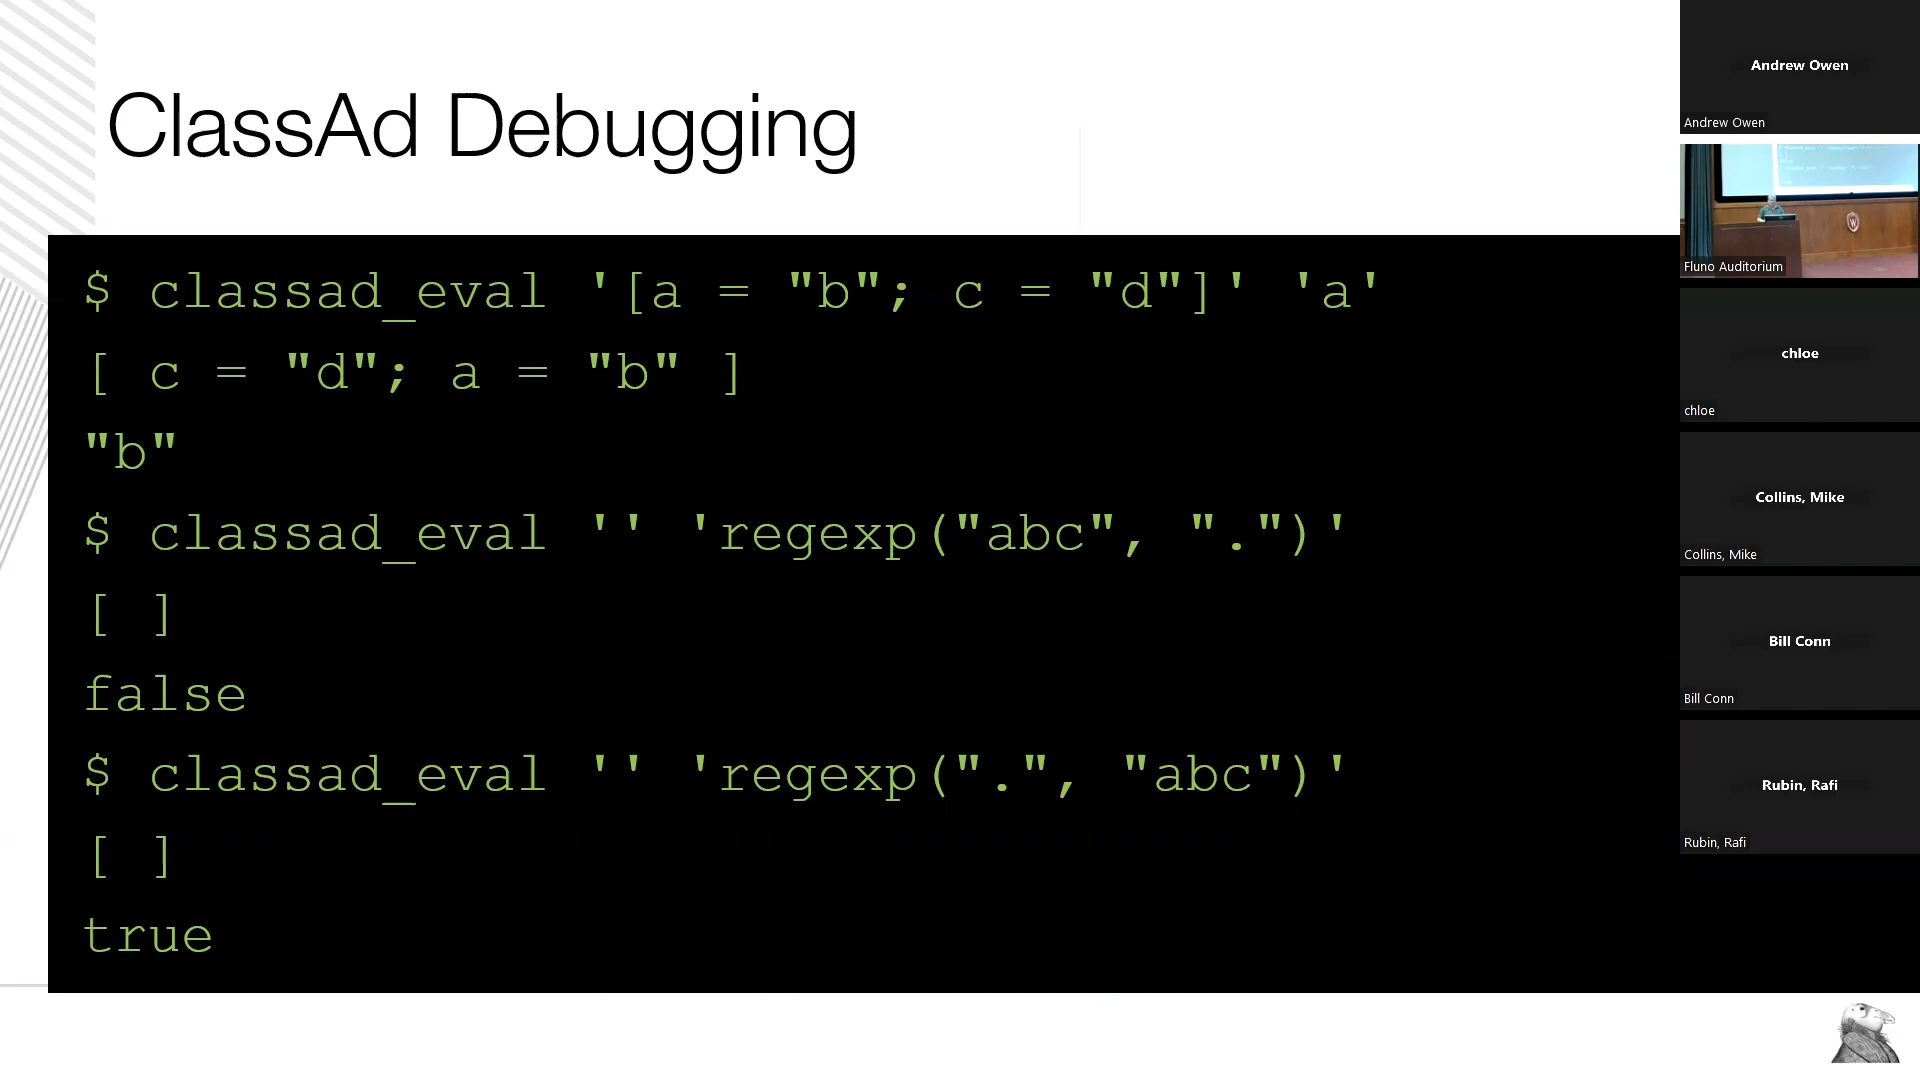 ClassAd Debugging
$ classad_eval '[a = "b"; c = "d"]' 'a'
[ c = "d"; a = "b" ]
"b"
$ classad_eval '' 'regexp("abc", ".")'
[ ]
false
$ classad_eval '' 'regexp(".", "abc")'
[ ]
true
Andrew Owen
Andrew Owen
Fluno Auditorium
chloe
chloe
Collins, Mike
Collins, Mike
Bill Conn
Bill Conn
Rubin, Rafi
Rubin, Rafi